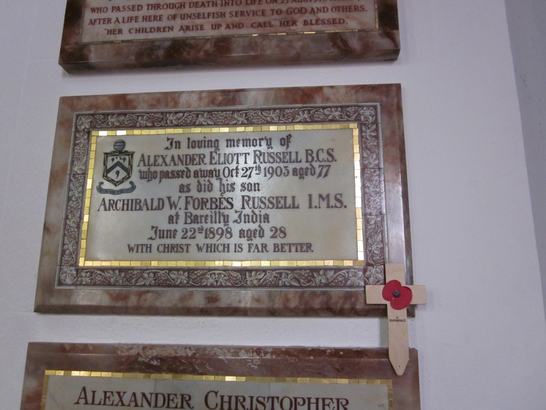 WHO PASSED THROUGH DEATH INTO LIFE ON
AFTER A LIFE HERE OF UNSELFISH SERVICE TO GOD AND OTHERS.
"HER CHILDREN ARISE UP AND CALL HER BLESSED."
In loving memory of
ALEXANDER ELIOTT RUSSELL B.C.S.
who passed away Oct 27th 1903 aged 77
as did his son
ARCHIBALD W. FORBES RUSSELL I.M.S.
at Bareilly India
June 22nd 1898 aged 28
WITH CHRIST WHICH IS FAR BETTER
ALEXANDER CHRISTOPHER